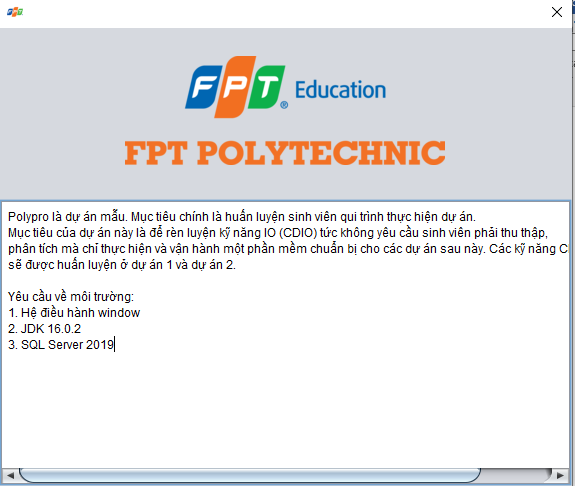 FPT Education
FPT POLYTECHNIC
Polypro là dự án mẫu. Mục tiêu chính là huấn luyện sinh viên qui trình thực hiện dự án.
Mục tiêu của dự án này là để rèn luyện kỹ năng IO (CDIO) tức không yêu cầu sinh viên phải thu thập,
phân tích mà chỉ thực hiện và vận hành một phần mềm chuẩn bị cho các dự án sau này. Các kỹ năng
sẽ được huấn luyện ở dự án 1 và dự án 2.
Yêu cầu về môi trường:
1. Hệ điều hành window
2. JDK 16.0.2
3. SQL Server 2019